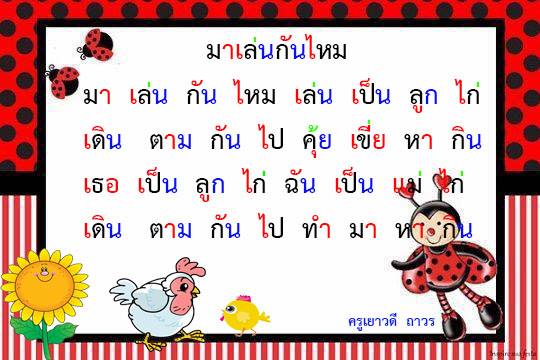 มาเล่นกันไหม
มา เล่น กัน ไหม เล่น เป็น ลูก ไก่
เดิน ตาม กัน ไป คุ้ย เขี่ย หา กิน
เธอ เป็น ลูก ไก่ ฉัน เป็น แม่ ไก่
เดิน ตาม กัน ไป ทำ มา หา กิน
ครูเยาวดี ถาวร